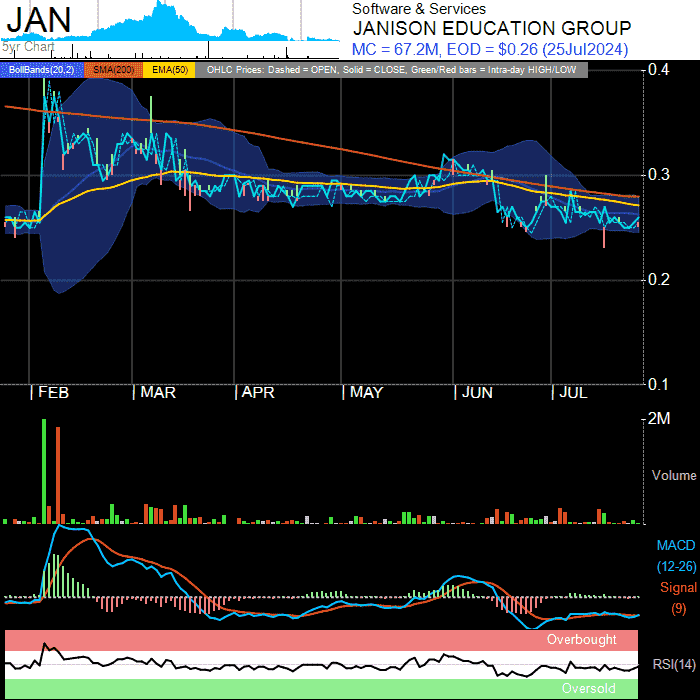 JAN
5yr Chart
Software & Services
JANISON EDUCATION GROUP
MC = 67.2M, EOD = $0.26 (25Jul2024)
BollBands(20,2) SMA(200) EMA(50) OHLC Prices: Dashed = OPEN, Solid = CLOSE, Green/Red bars = Intra-day HIGH/LOW
0.4
0.3
0.2
0.1
| FEB | MAR | APR | MAY | JUN | JUL
2M
Volume
MACD
(12-26)
Signal
(9)
Overbought
RSI(14)
Oversold